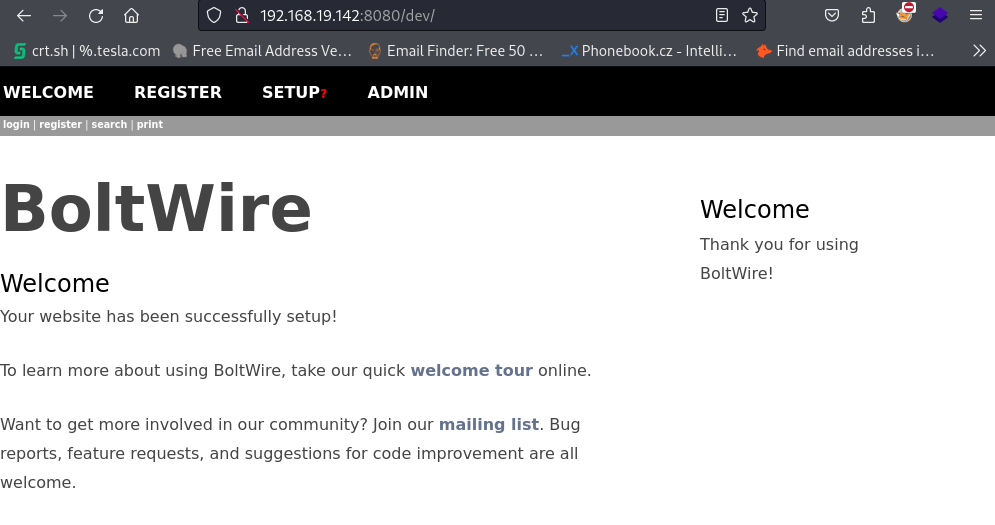 192.168.19.142:8080/dev/
crt.sh | %.tesla.com Free Email Address Ve... Email Finder: Free 50 ... Phonebook.cz - Intelli... Find email addresses i...
WELCOME REGISTER SETUP? ADMIN
login | register | search | print
BoltWire
Welcome
Your website has been successfully setup!
To learn more about using BoltWire, take our quick welcome tour online.
Want to get more involved in our community? Join our mailing list. Bug
reports, feature requests, and suggestions for code improvement are all
welcome.
Welcome
Thank you for using
BoltWire!